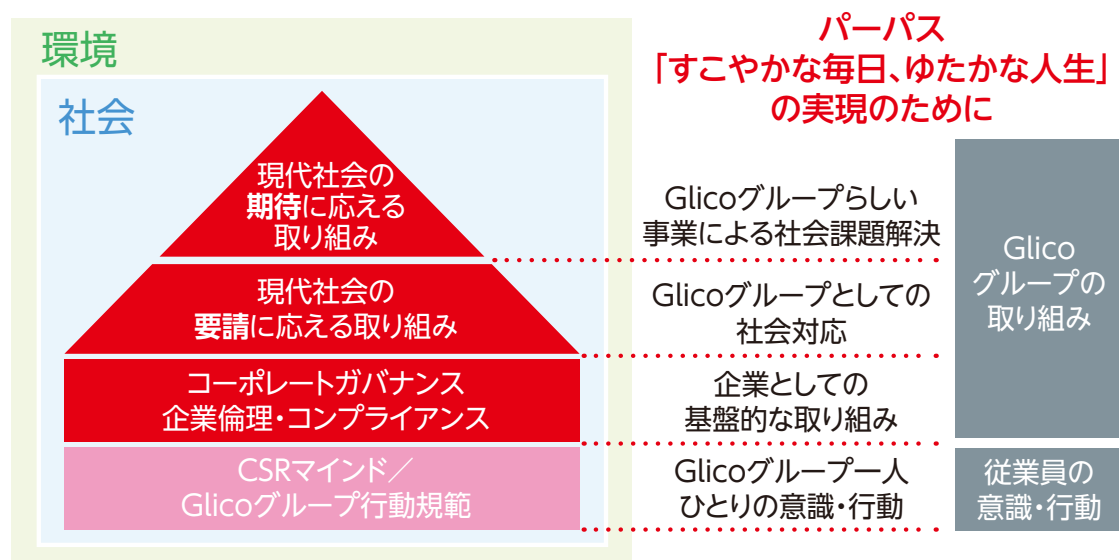 環境
社会
現代社会の
期待に応える
取り組み
現代社会の
要請に応える取り組み
コーポレートガバナンス
企業倫理・コンプライアンス
CSRマインド／
Glicoグループ行動規範
パーパス
「すこやかな毎日、ゆたかな人生」
の実現のために
Glicoグループらしい
事業による社会課題解決
Glicoグループとしての
社会対応
企業としての
基盤的な取り組み
Glicoグループ一人
ひとりの意識・行動
Glico
グループの
取り組み
従業員の
意識・行動